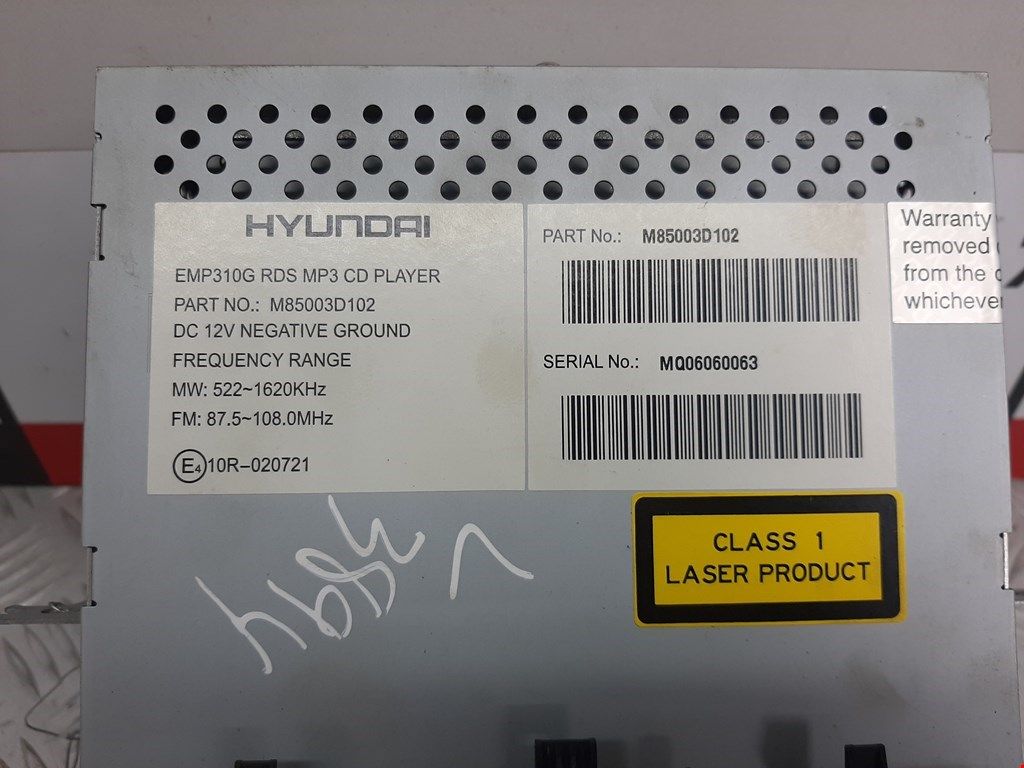 HYUNDAI
EMP310G RDS MP3 CD PLAYER
PART NO.: M85003D102
DC 12V NEGATIVE GROUND
FREQUENCY RANGE
MW: 522~1620KHz
FM: 87.5~108.0MHz
E4 10R-020721
PART No.: M85003D102
SERIAL No.: MQ06060063
Warranty
removed
from the
whichever
CLASS 1
LASER PRODUCT